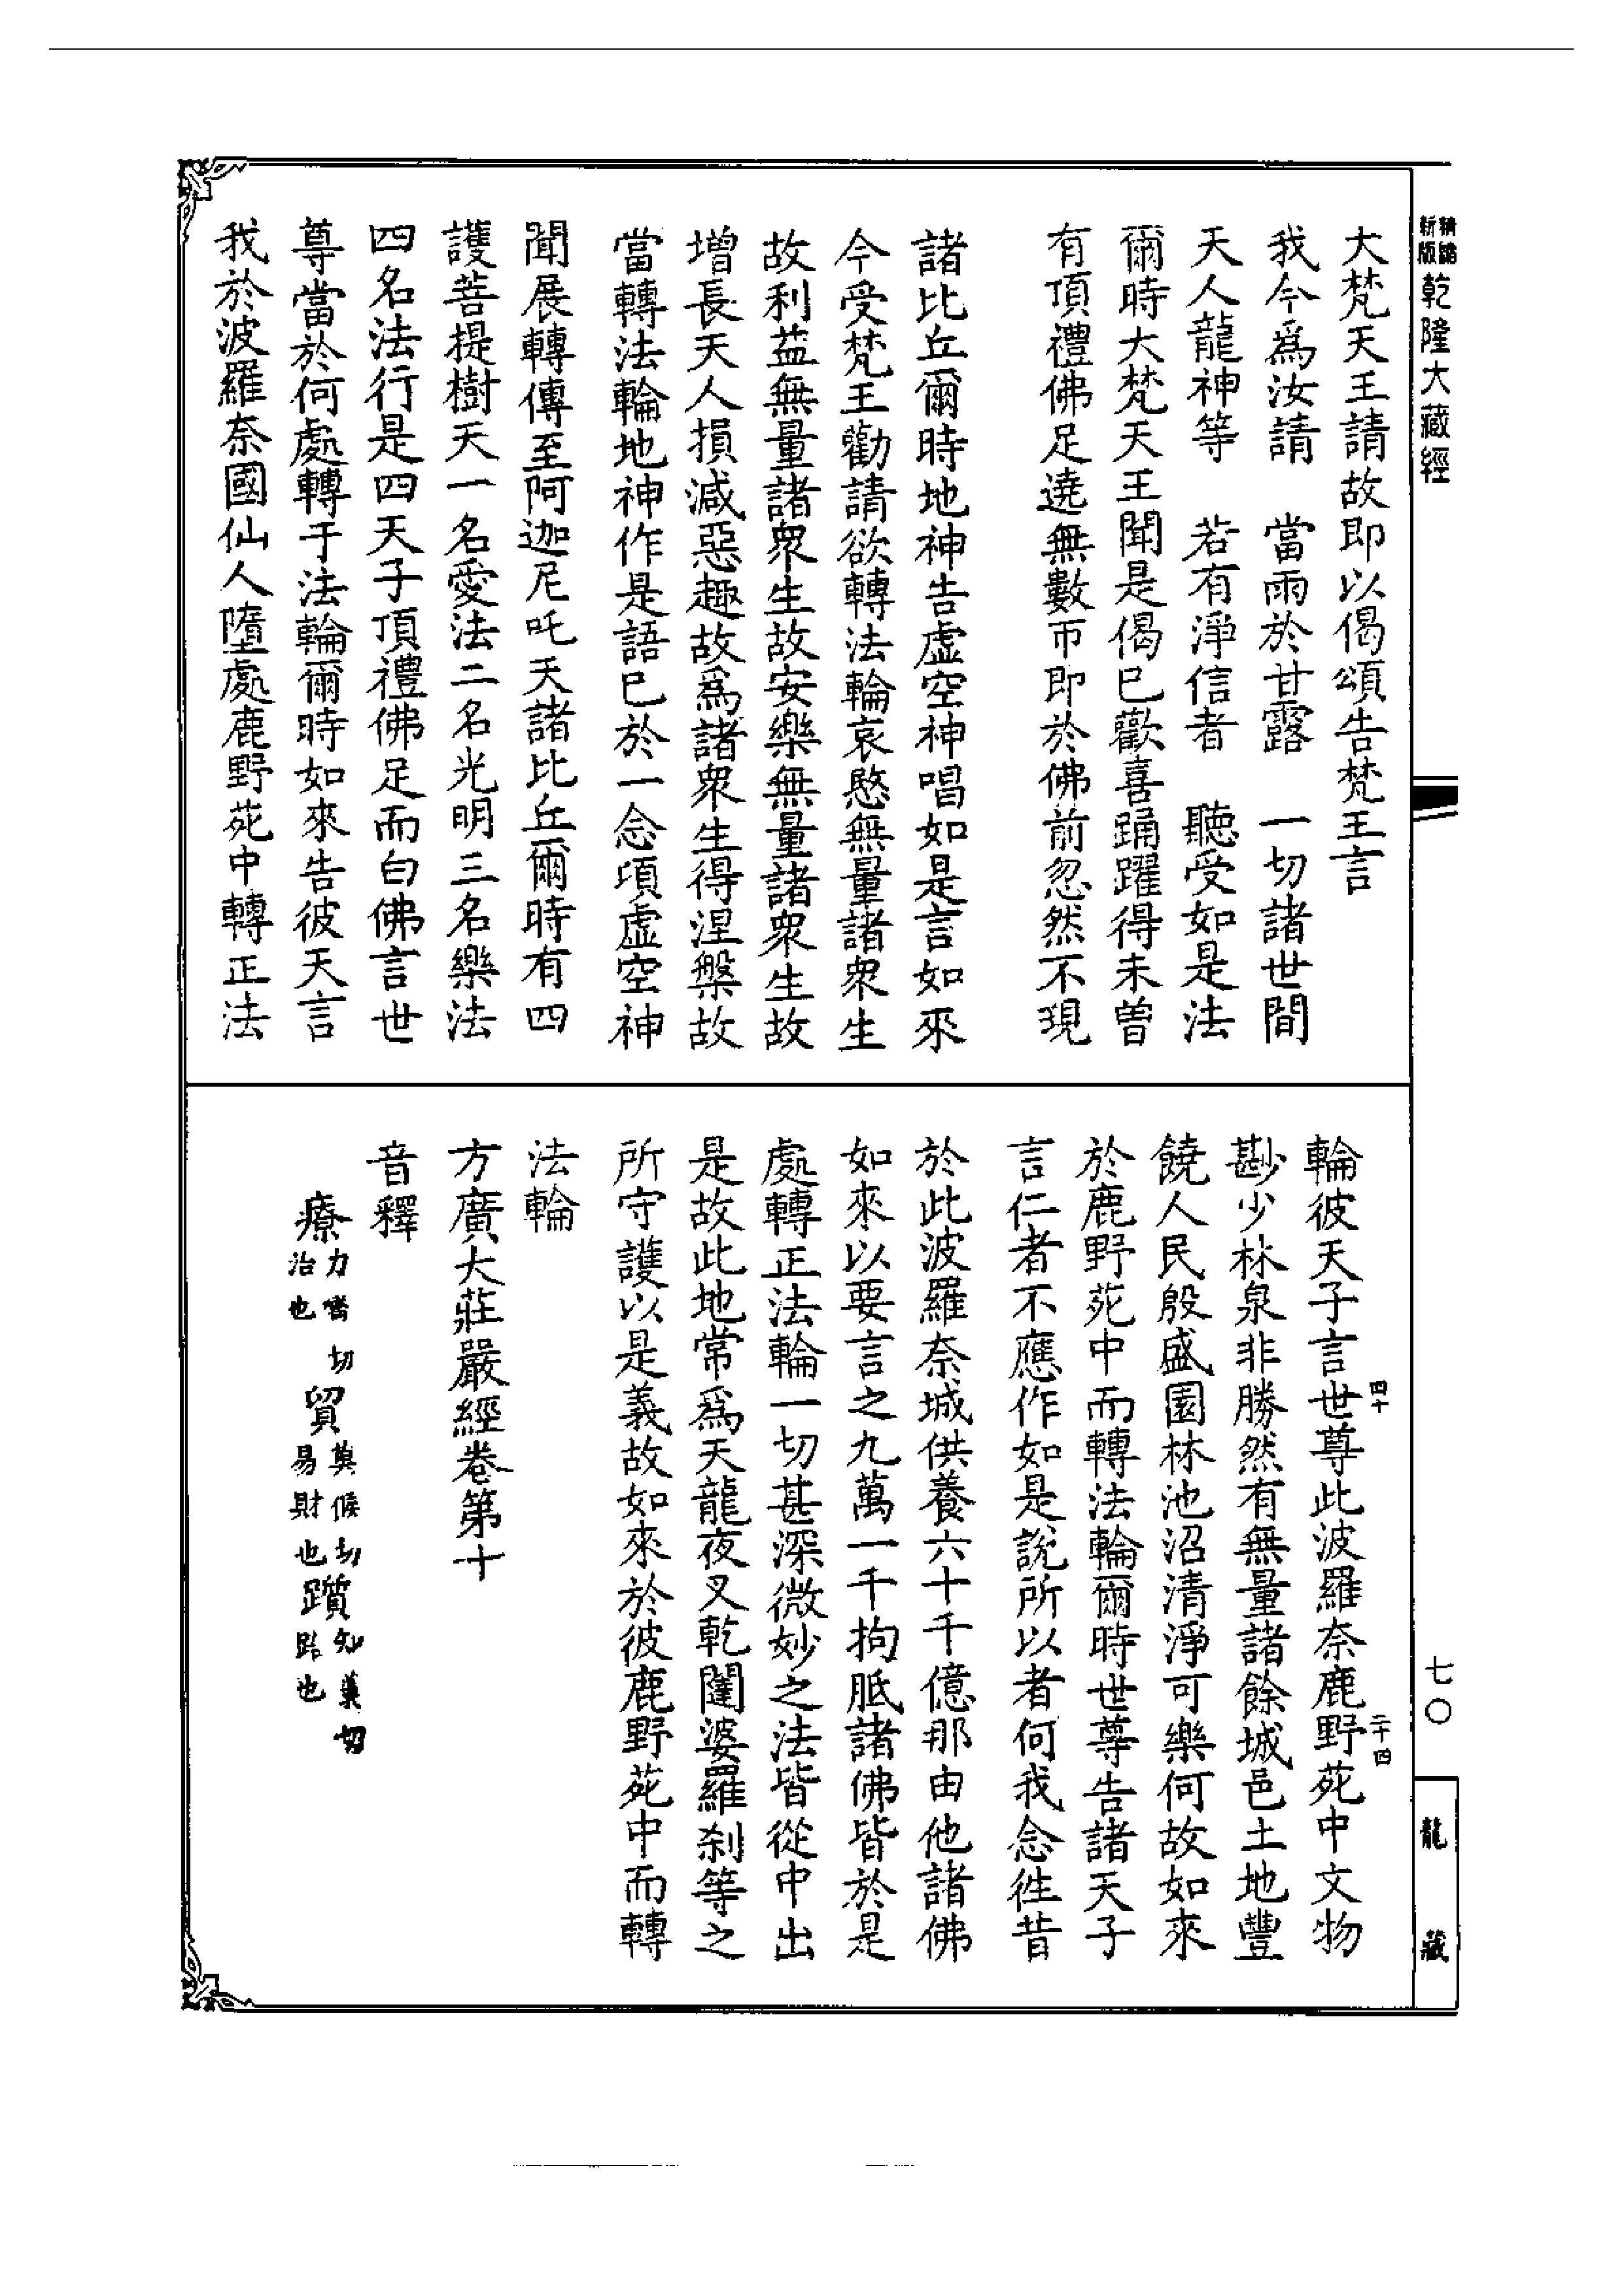 精縮新版乾隆大藏經
大梵天王請故即以偈頌告梵王言
我今爲汝請　當雨於甘露　一切諸世間
天人龍神等　若有淨信者　聽受如是法
爾時大梵天王聞是偈已歡喜踊躍得未曾
有頂禮佛足遶無數帀即於佛前忽然不現
諸比丘爾時地神告虛空神唱如是言如來
今受梵王勸請欲轉法輪哀愍無量諸衆生
故利益無量諸衆生故安樂無量諸衆生故
增長天人損減惡趣故爲諸衆生得涅槃故
當轉法輪地神作是語已於一念頃虛空神
聞展轉傳至阿迦尼吒天諸比丘爾時有四
護菩提樹天一名愛法二名光明三名樂法
四名法行是四天子頂禮佛足而白佛言世
尊當於何處轉于法輪爾時如來告彼天言
我於波羅奈國仙人墮處鹿野苑中轉正法
輪彼天子言世尊此波羅奈鹿野苑中文物
尠少林泉非勝然有無量諸餘城邑土地豐
饒人民殷盛園林池沼清淨可樂何故如來
於鹿野苑中而轉法輪爾時世尊告諸天子
言仁者不應作如是說所以者何我念往昔
於此波羅奈城供養六十千億那由他諸佛
如來以要言之九萬一千拘胝諸佛皆於是
處轉正法輪一切甚深微妙之法皆從中出
是故此地常爲天龍夜叉乾闥婆羅刹等之
所守護以是義故如來於彼鹿野苑中而轉
法輪
方廣大莊嚴經卷第十
音釋
療力嶠切治也　貿莫候切易財也　躓知義切跲也
四十
二十四
七〇
龍藏